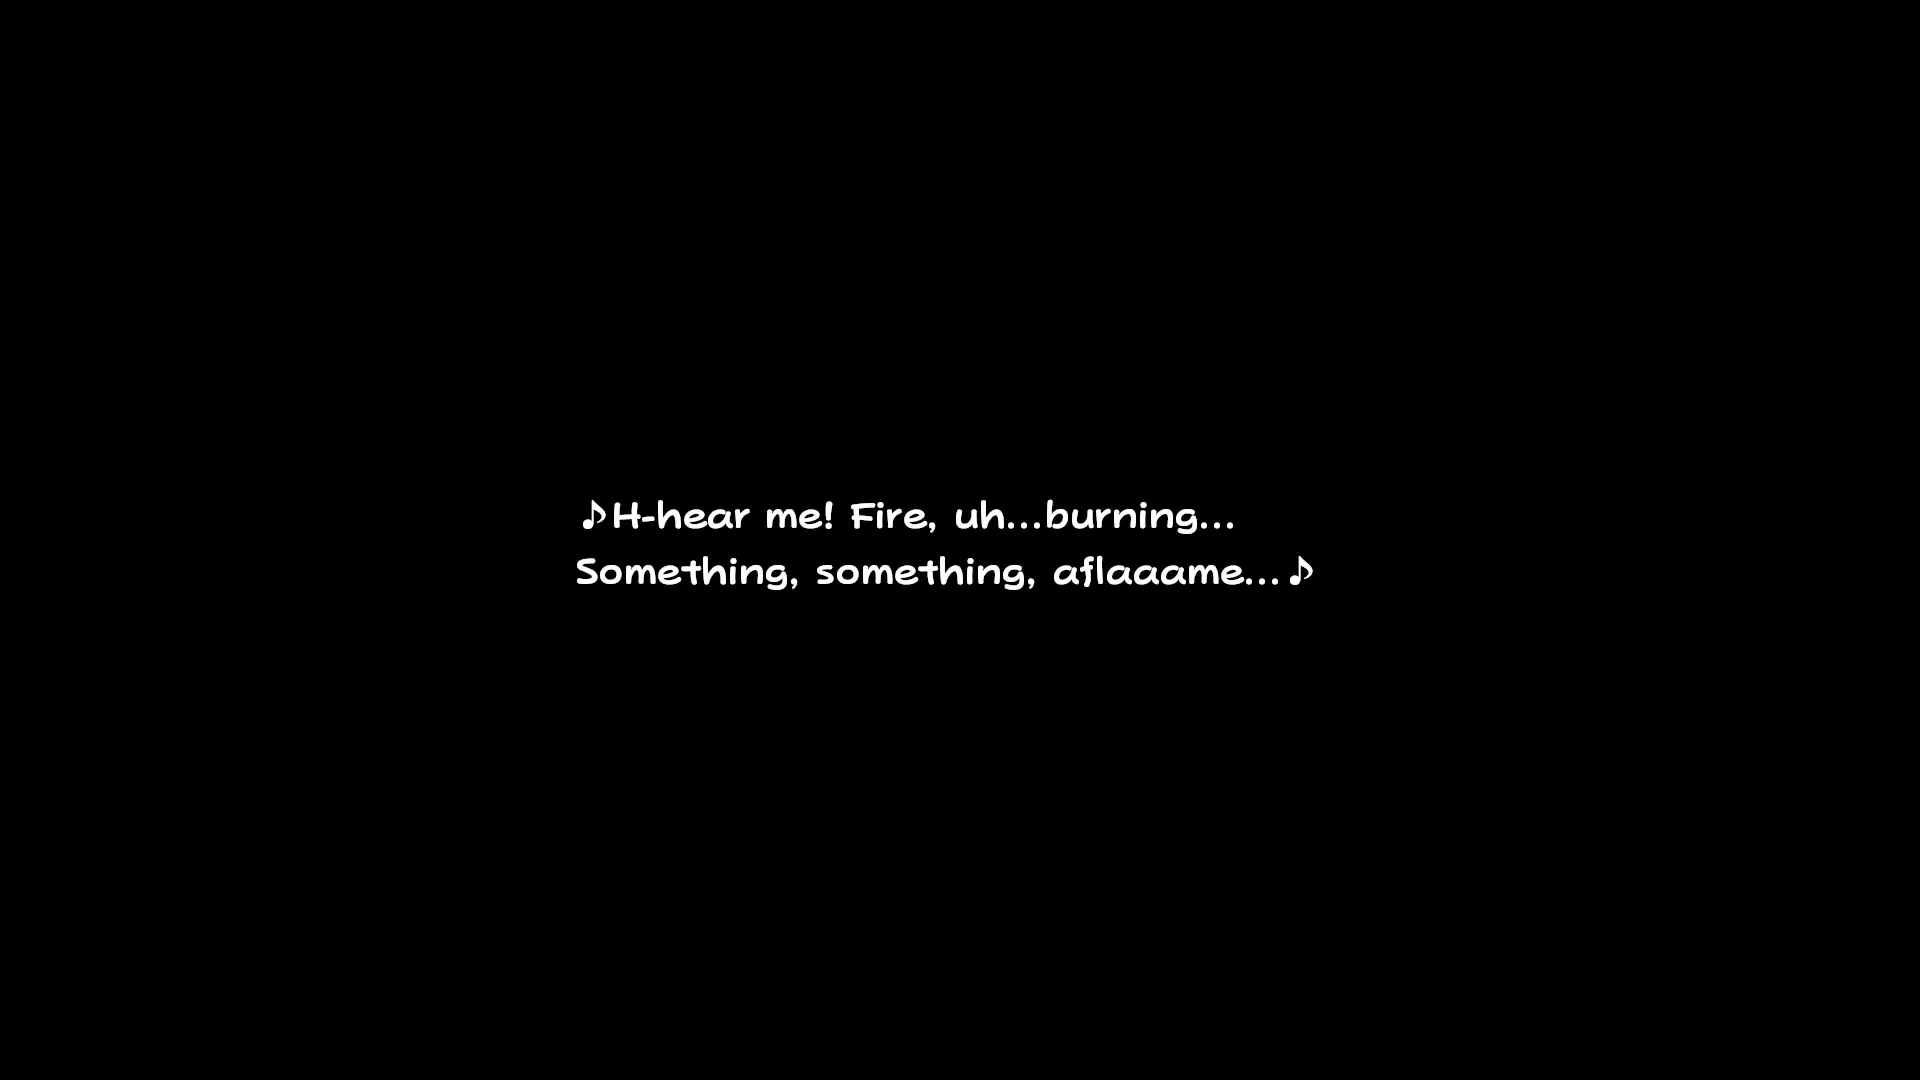 ♪H-hear me! Fire, uh...burning...
Something, something, aflaaame...♪